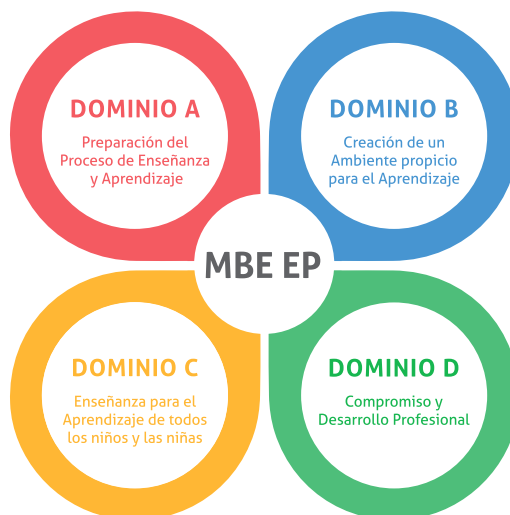 DOMINIO A
Preparación del
Proceso de Enseñanza
y Aprendizaje
DOMINIO B
Creación de un
Ambiente propicio
para el Aprendizaje
MBE EP
DOMINIO C
Enseñanza para el
Aprendizaje de todos
los niños y las niñas
DOMINIO D
Compromiso y
Desarrollo Profesional